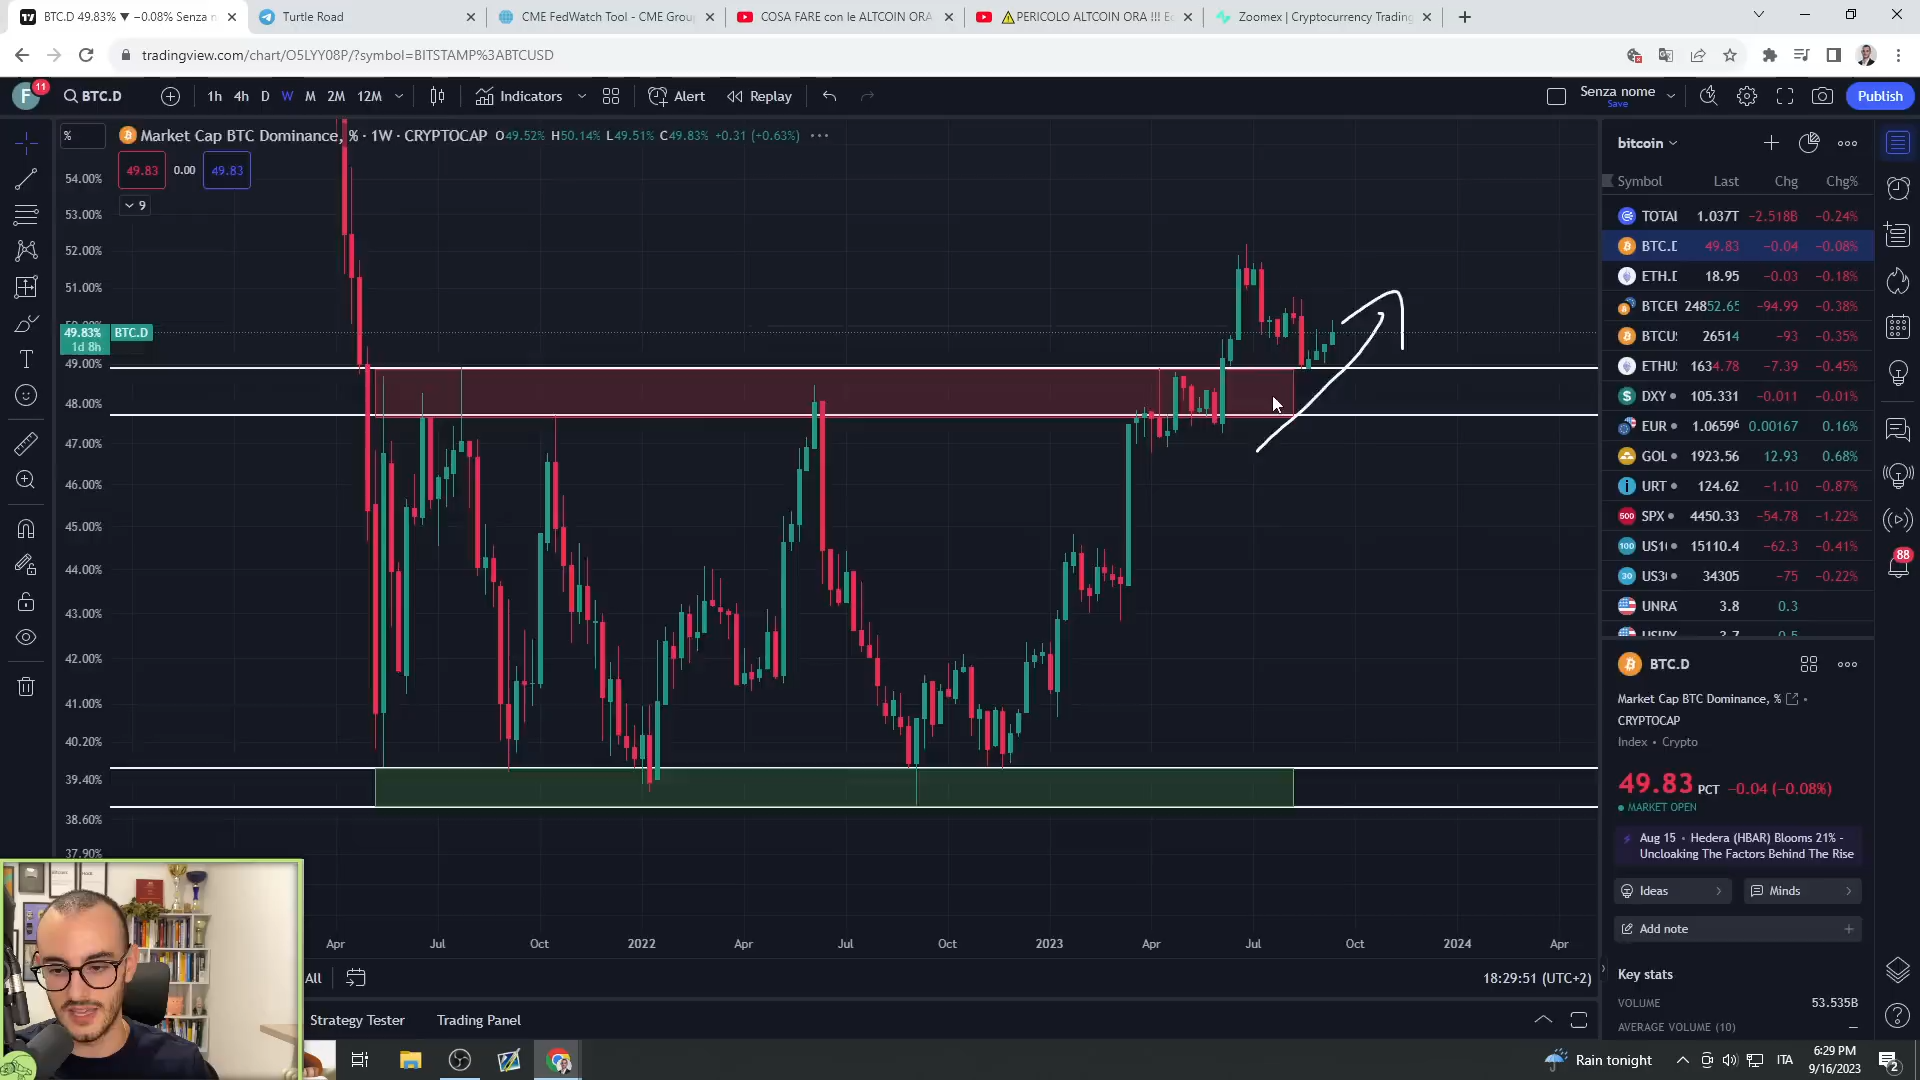 BTC.D 49.83% ▼ −0.08% Senza n
Turtle Road
CME FedWatch Tool - CME Grou
COSA FARE con le ALTCOIN ORA
⚠PERICOLO ALTCOIN ORA !!! Ec
Zoomex | Cryptocurrency Trading
tradingview.com/chart/O5LYY08P/?symbol=BITSTAMP%3ABTCUSD
F 11
BTC.D
1h 4h D W M 2M 12M
Indicators
Alert
Replay
Senza nome
Save
Publish
%
Market Cap BTC Dominance, % · 1W · CRYPTOCAP O49.52% H50.14% L49.51% C49.83% +0.31 (+0.63%)
49.83 0.00 49.83
9
54.00%
53.00%
52.00%
51.00%
49.83% BTC.D
1d 8h
49.00%
48.00%
47.00%
46.00%
45.00%
44.00%
43.00%
42.00%
41.00%
40.20%
39.40%
38.60%
37.90%
Apr Jul Oct 2022 Apr Jul Oct 2023 Apr Jul Oct 2024 Apr
All
18:29:51 (UTC+2)
Strategy Tester
Trading Panel
bitcoin
Symbol Last Chg Chg%
TOTAL 1.037T −2.518B −0.24%
BTC.D 49.83 −0.04 −0.08%
ETH.D 18.95 −0.03 −0.18%
BTCEU 24852.65 −94.99 −0.38%
BTCUS 26514 −93 −0.35%
ETHUS 1634.78 −7.39 −0.45%
DXY 105.331 −0.011 −0.01%
EUR 1.06596 0.00167 0.16%
GOL 1923.56 12.93 0.68%
URT 124.62 −1.10 −0.87%
SPX 4450.33 −54.78 −1.22%
US1 15110.4 −62.3 −0.41%
US3 34305 −75 −0.22%
UNRA 3.8 0.3
88
BTC.D
Market Cap BTC Dominance, %
CRYPTOCAP
Index • Crypto
49.83 PCT −0.04 (−0.08%)
MARKET OPEN
Aug 15 • Hedera (HBAR) Blooms 21% -
Uncloaking The Factors Behind The Rise
Ideas
Minds
Add note
Key stats
VOLUME 53.535B
AVERAGE VOLUME (10) —
Rain tonight
ITA
6:29 PM
9/16/2023
2